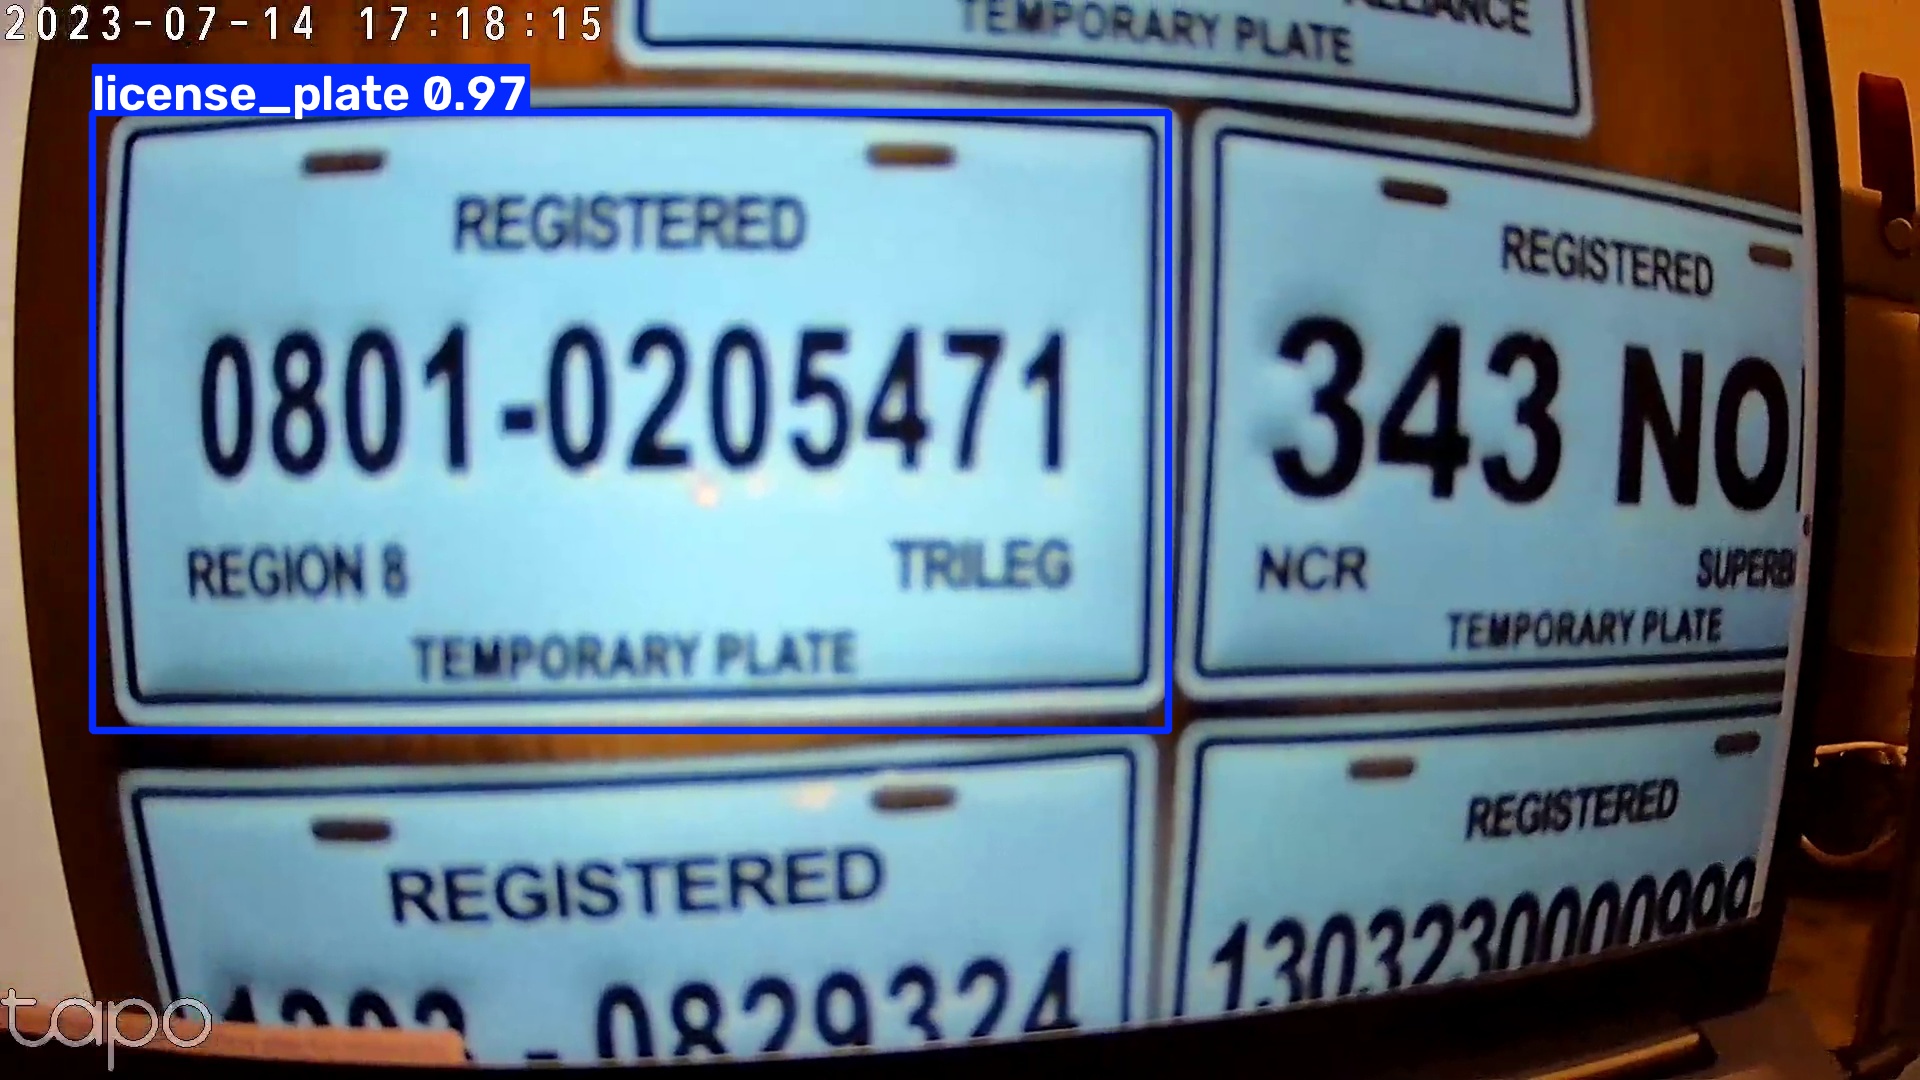 2023-07-14 17:18:15
TEMPORARY PLATE
license_plate 0.97
REGISTERED
0801-0205471
REGION 8 TRILEG
TEMPORARY PLATE
REGISTERED
343 NO
NCR
TEMPORARY PLATE
REGISTERED
0829324
REGISTERED
tapo